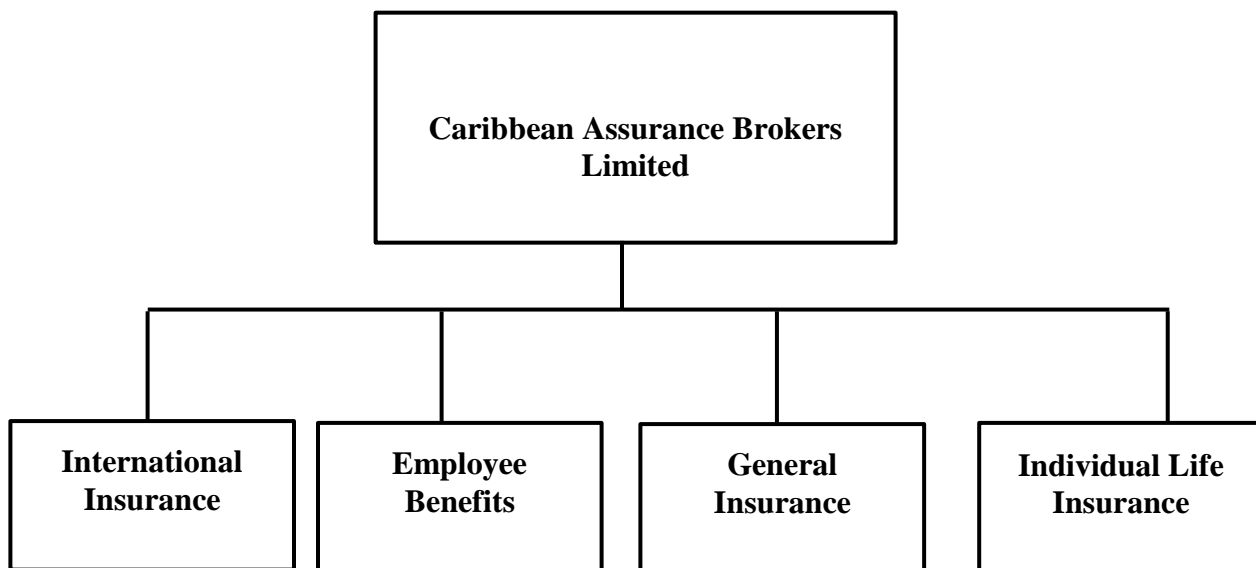 Caribbean Assurance Brokers
Limited
International
Insurance
Employee
Benefits
General
Insurance
Individual Life
Insurance